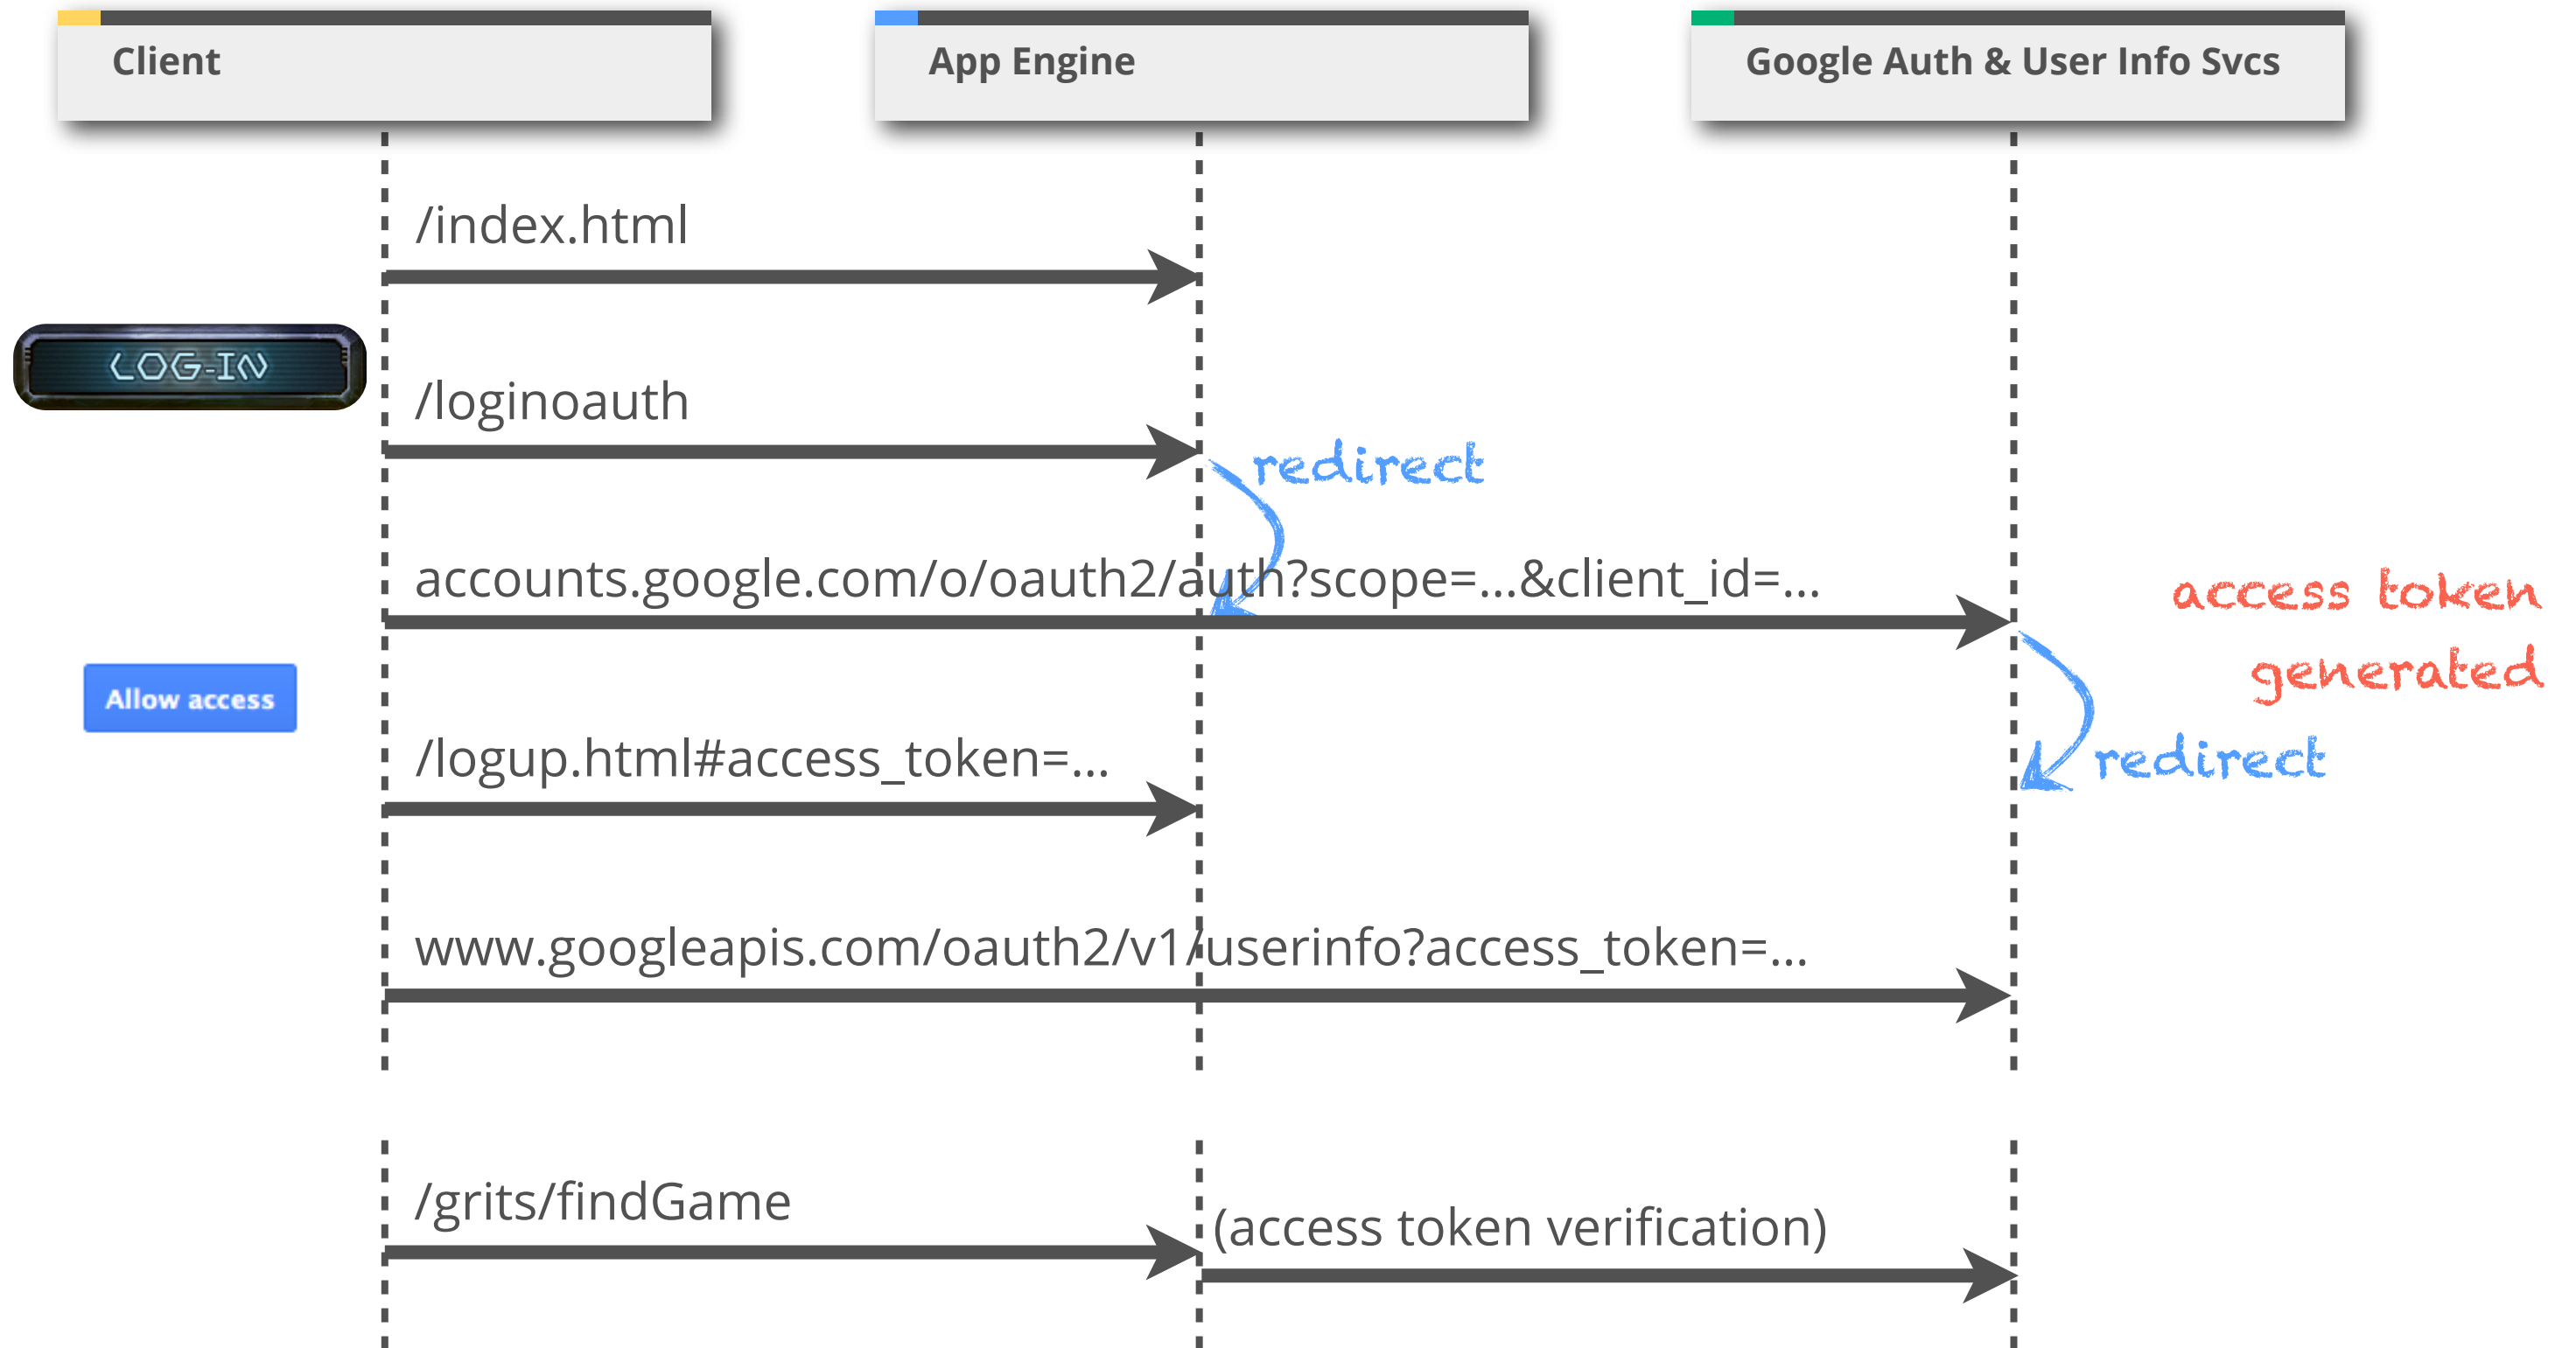 Client
App Engine
Google Auth & User Info Svcs
/index.html
LOG-IN
/loginoauth
redirect
accounts.google.com/o/oauth2/auth?scope=...&client_id=...
access token
generated
Allow access
/logup.html#access_token=...
redirect
www.googleapis.com/oauth2/v1/userinfo?access_token=...
/grits/findGame
(access token verification)